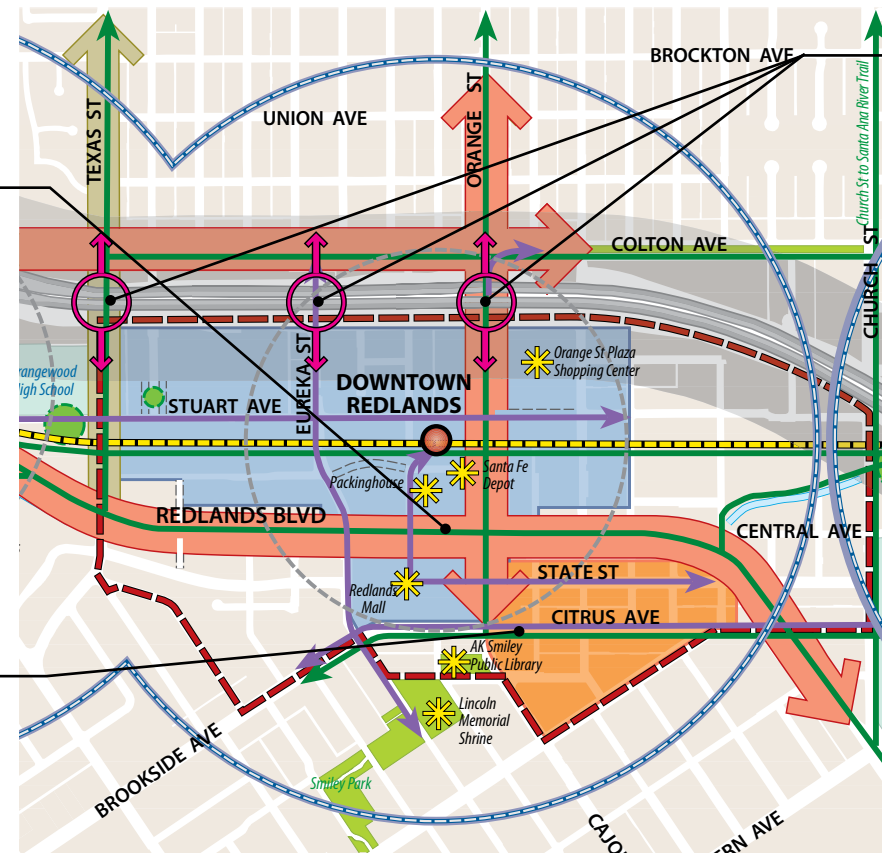 BROCKTON AVE
UNION AVE
TEXAS ST
ORANGE ST
Church St to Santa Ana River Trail
COLTON AVE
CHURCH ST
EUREKA ST
Orange St Plaza
Shopping Center
rangewood
High School
DOWNTOWN
REDLANDS
STUART AVE
Packinghouse
Santa Fe
Depot
REDLANDS BLVD
CENTRAL AVE
STATE ST
Redlands
Mall
CITRUS AVE
AK Smiley
Public Library
Lincoln
Memorial
Shrine
BROOKSIDE AVE
Smiley Park
CAJO
ERN AVE